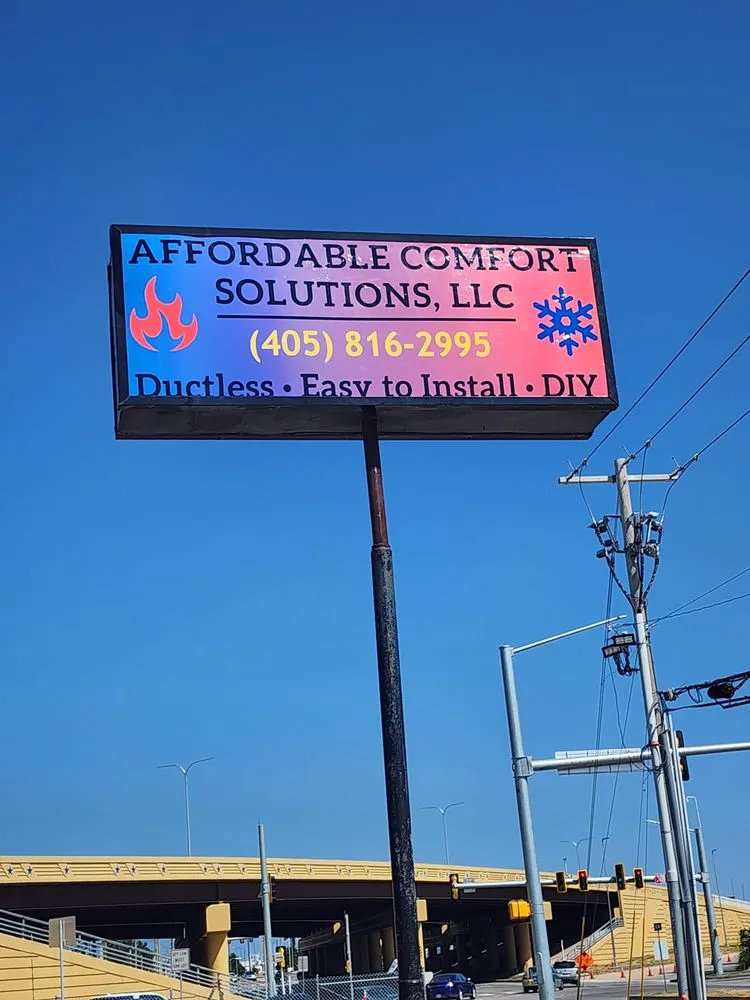 AFFORDABLE COMFORT
SOLUTIONS, LLC
(405) 816-2995
Ductless • Easy to Install • DIY